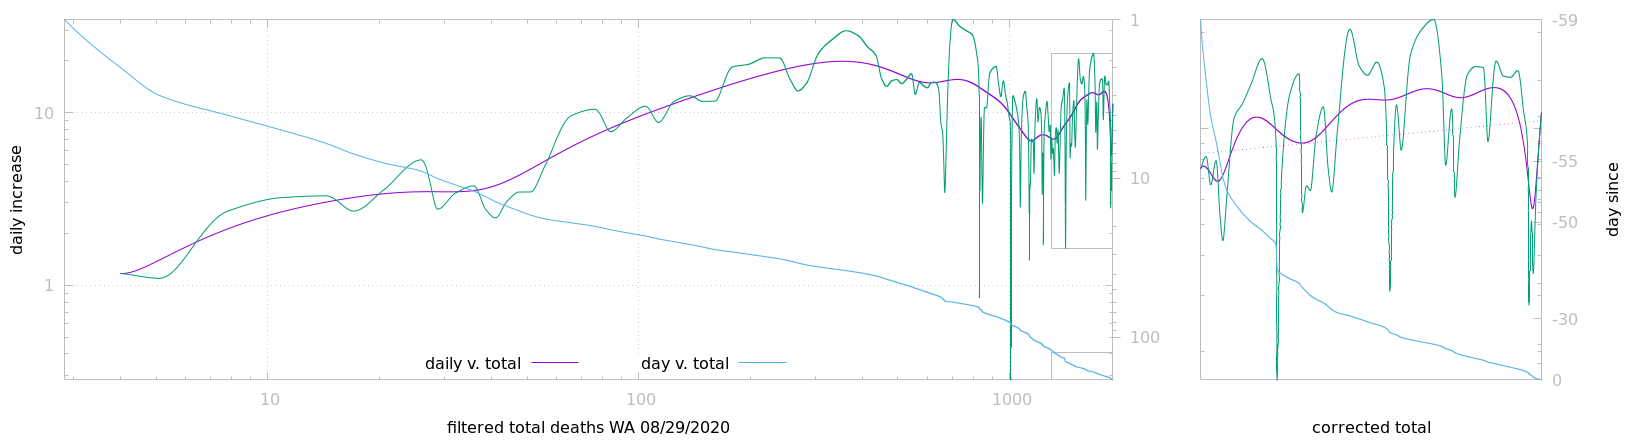 daily increase
10
1
daily v. total
day v. total
10
100
1000
filtered total deaths WA 08/29/2020
1
10
100
-59
-55
-50
-30
0
day since
corrected total